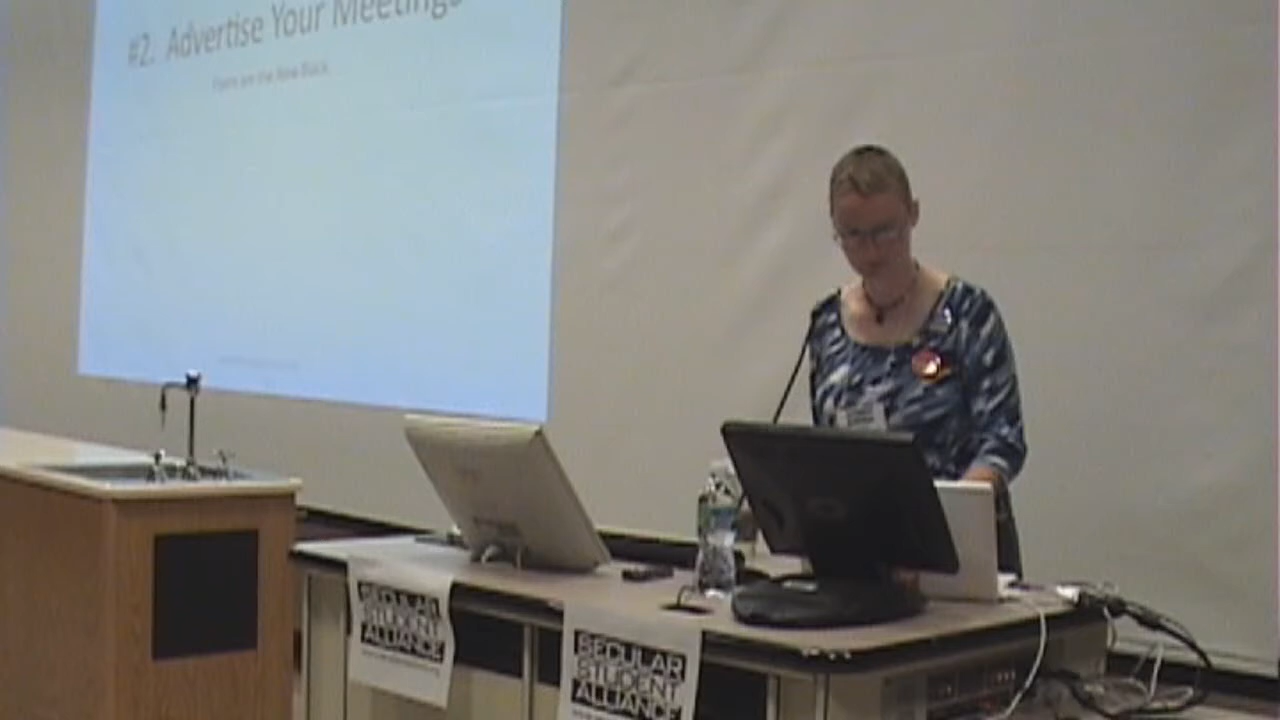 #2. Advertise Your Meetings
Flyers are the New Black
SECULAR
STUDENT
ALLIANCE
SECULAR
STUDENT
ALLIANCE